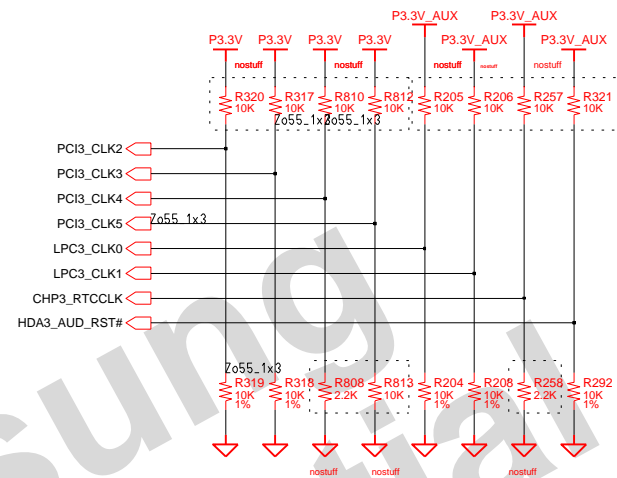 P3.3V_AUX P3.3V_AUX
P3.3V P3.3V P3.3V P3.3V P3.3V_AUX P3.3V_AUX
nostuff nostuff nostuff nostuff nostuff
R320 R317 R810 R812 R205 R206 R257 R321
10K 10K 10K 10K 10K 10K 10K 10K
Zo55_1x3 Zo55_1x3
PCI3_CLK2
PCI3_CLK3
PCI3_CLK4
PCI3_CLK5 Zo55_1x3
LPC3_CLK0
LPC3_CLK1
CHP3_RTCCLK
HDA3_AUD_RST#
Zo55_1x3
R319 R318 R808 R813 R204 R208 R258 R292
10K 10K 2.2K 10K 10K 10K 2.2K 10K
1% 1% 1% 1% 1%
nostuff nostuff nostuff